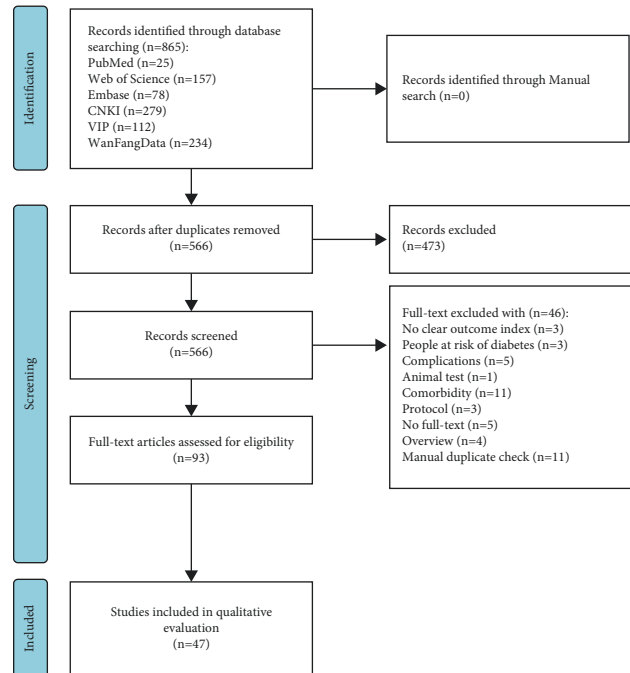 Identification
Records identified through database
searching (n=865):
PubMed (n=25)
Web of Science (n=157)
Embase (n=78)
CNKI (n=279)
VIP (n=112)
WanFangData (n=234)
Records identified through Manual
search (n=0)
Screening
Records after duplicates removed
(n=566)
Records excluded
(n=473)
Records screened
(n=566)
Full-text excluded with (n=46):
No clear outcome index (n=3)
People at risk of diabetes (n=3)
Complications (n=5)
Animal test (n=1)
Comorbidity (n=11)
Protocol (n=3)
No full-text (n=5)
Overview (n=4)
Manual duplicate check (n=11)
Full-text articles assessed for eligibility
(n=93)
Included
Studies included in qualitative
evaluation
(n=47)